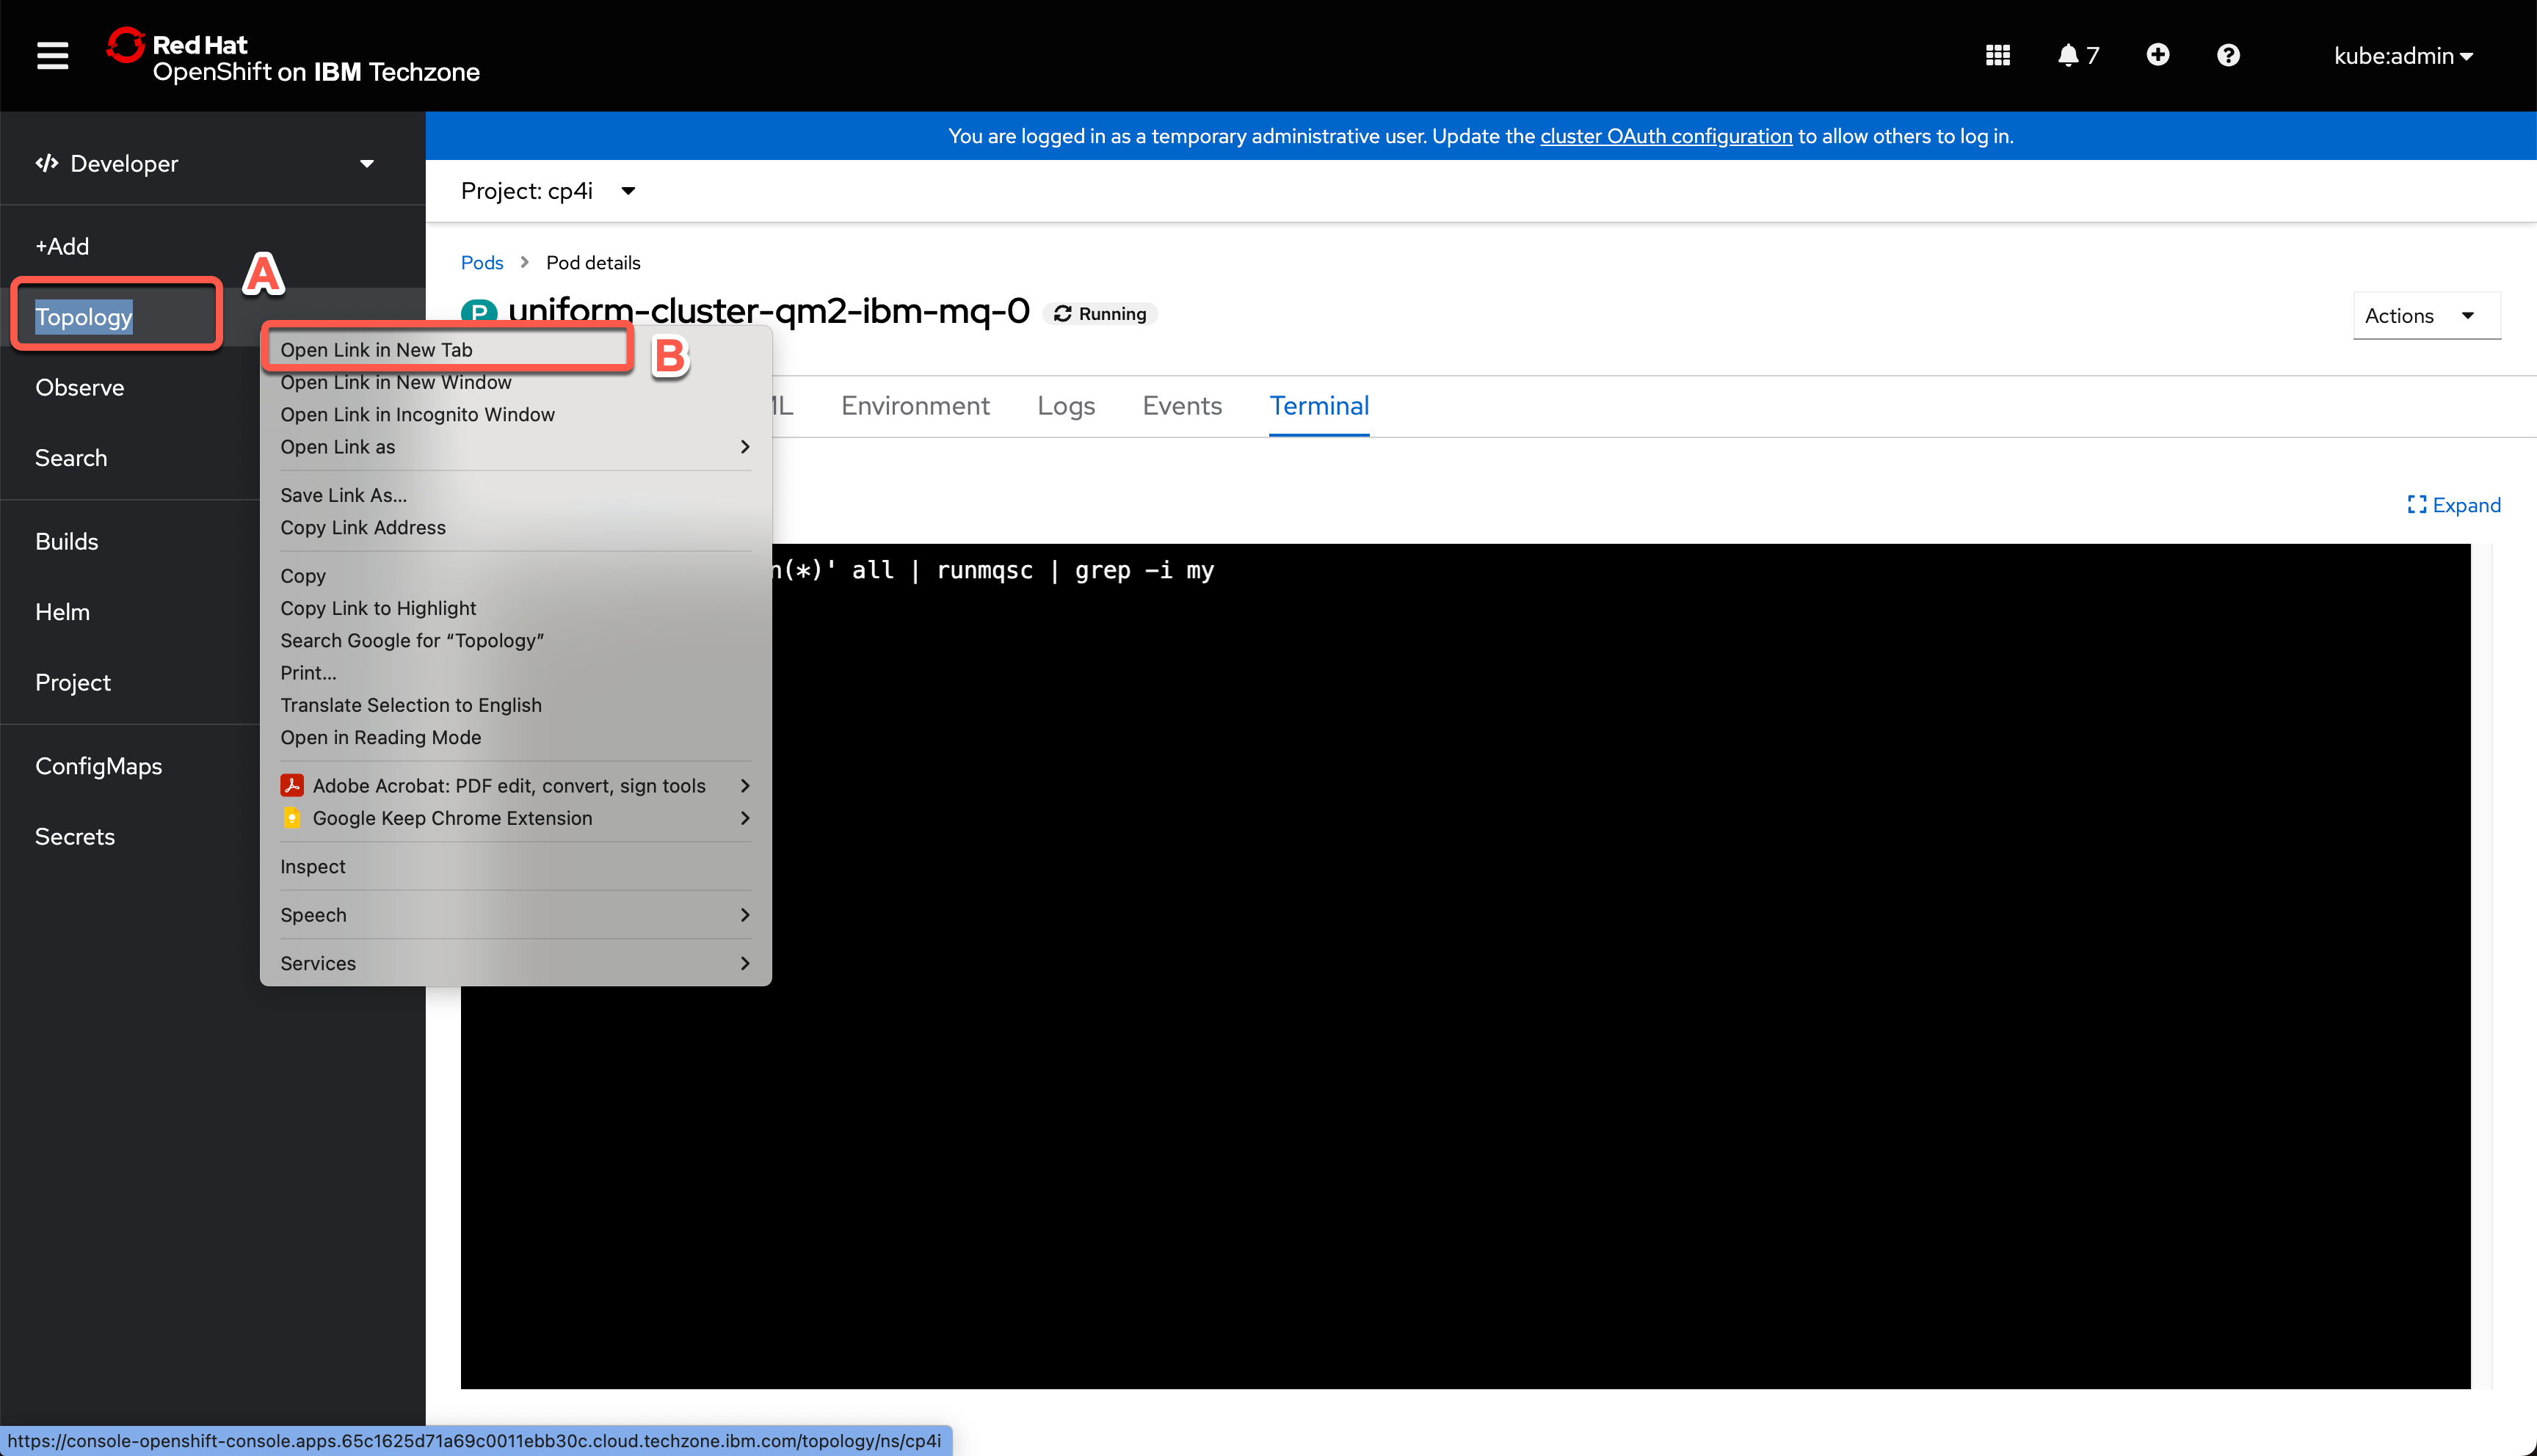 Red Hat
OpenShift on IBM Techzone
7
kube:admin
Developer
You are logged in as a temporary administrative user. Update the cluster OAuth configuration to allow others to log in.
Project: cp4i
+Add
A
Pods
Pod details
Topology
P uniform-cluster-qm2-ibm-mq-0
Running
Actions
Open Link in New Tab
B
Observe
Open Link in New Window
ML
Environment
Logs
Events
Terminal
Open Link in Incognito Window
Open Link as
Search
Save Link As...
Expand
Copy Link Address
Builds
Copy
n(*)' all | runmqsc | grep -i my
Copy Link to Highlight
Helm
Search Google for “Topology”
Print...
Project
Translate Selection to English
Open in Reading Mode
ConfigMaps
Adobe Acrobat: PDF edit, convert, sign tools
Google Keep Chrome Extension
Secrets
Inspect
Speech
Services
https://console-openshift-console.apps.65c1625d71a69c0011ebb30c.cloud.techzone.ibm.com/topology/ns/cp4i